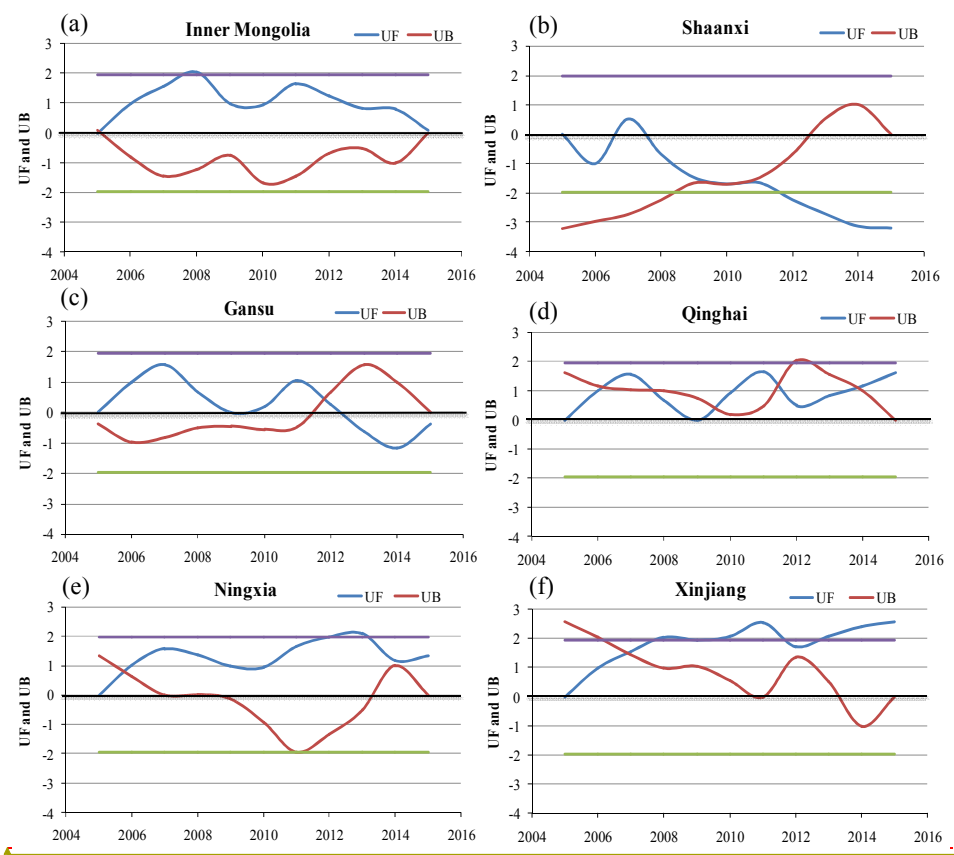 (a)
Inner Mongolia
UF UB
UF and UB
3
2
1
0
-1
-2
-3
-4
2004 2006 2008 2010 2012 2014 2016
(b)
Shaanxi
UF UB
UF and UB
3
2
1
0
-1
-2
-3
-4
2004 2006 2008 2010 2012 2014 2016
(c)
Gansu
UF UB
UF and UB
3
2
1
0
-1
-2
-3
-4
2004 2006 2008 2010 2012 2014 2016
(d)
Qinghai
UF UB
UF and UB
3
2
1
0
-1
-2
-3
-4
2004 2006 2008 2010 2012 2014 2016
(e)
Ningxia
UF UB
UF and UB
3
2
1
0
-1
-2
-3
-4
2004 2006 2008 2010 2012 2014 2016
(f)
Xinjiang
UF UB
UF and UB
3
2
1
0
-1
-2
-3
-4
2004 2006 2008 2010 2012 2014 2016